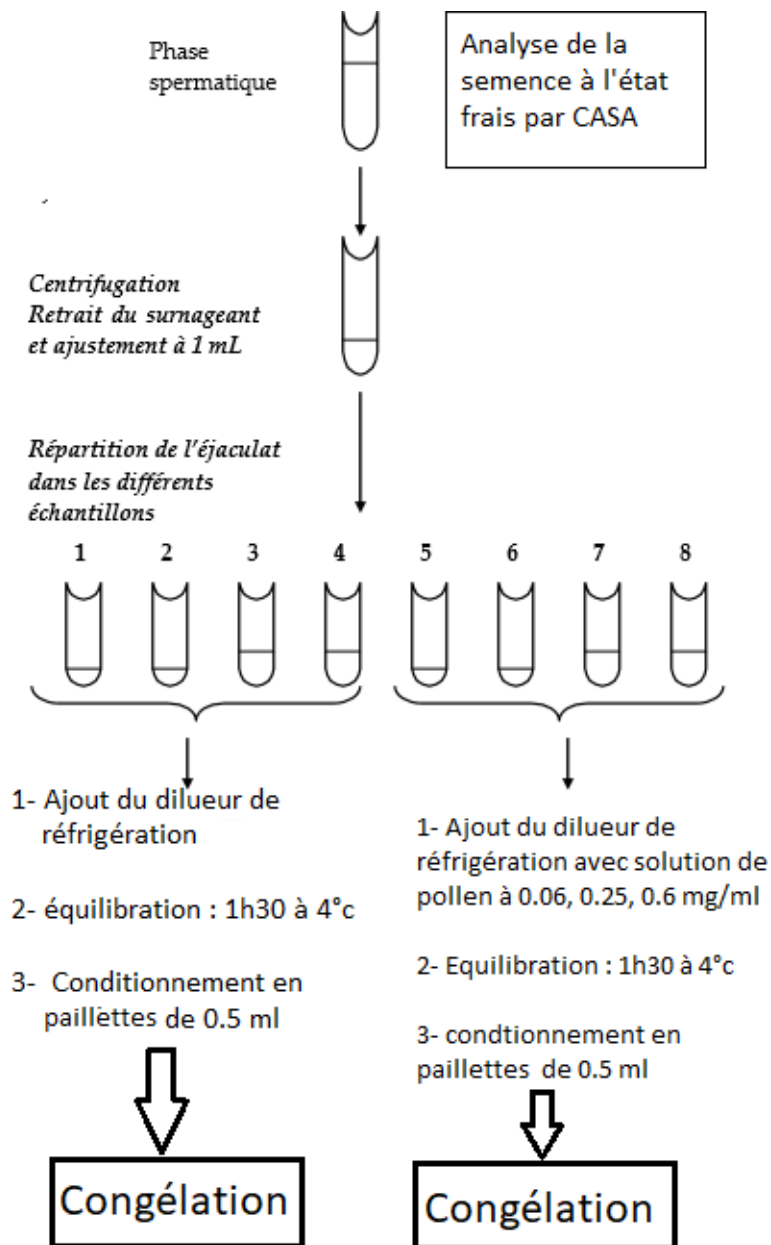 Phase
spermatique
Analyse de la
semence à l'état
frais par CASA
Centrifugation
Retrait du surnageant
et ajustement à 1 mL
Répartition de l'éjaculat
dans les différents
échantillons
1 2 3 4 5 6 7 8
1- Ajout du dilueur de
réfrigération
2- équilibration : 1h30 à 4°c
3- Conditionnement en
paillettes de 0.5 ml
Congélation
1- Ajout du dilueur de
réfrigération avec solution de
pollen à 0.06, 0.25, 0.6 mg/ml
2- Equilibration : 1h30 à 4°c
3- condtionnement en
paillettes de 0.5 ml
Congélation